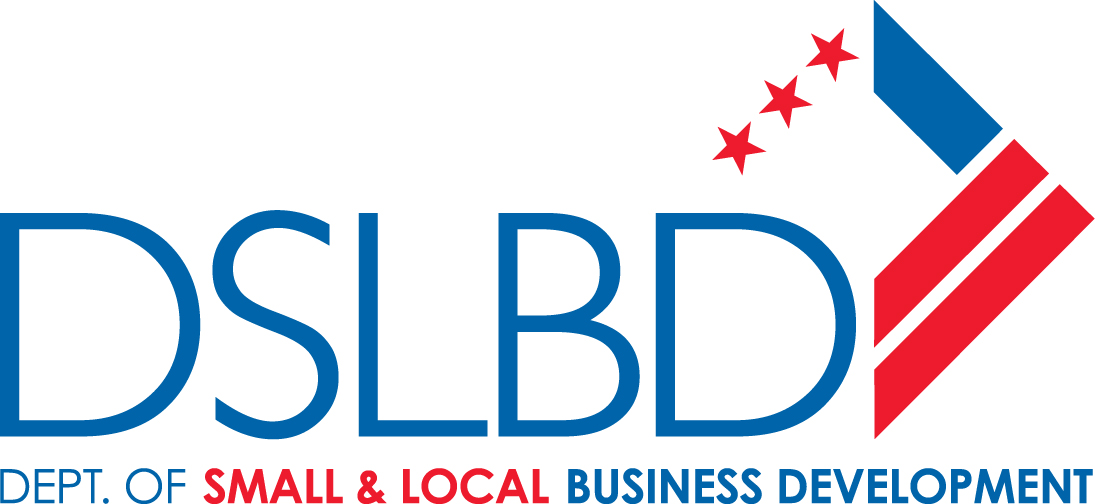 DSLBD
DEPT. OF SMALL & LOCAL BUSINESS DEVELOPMENT